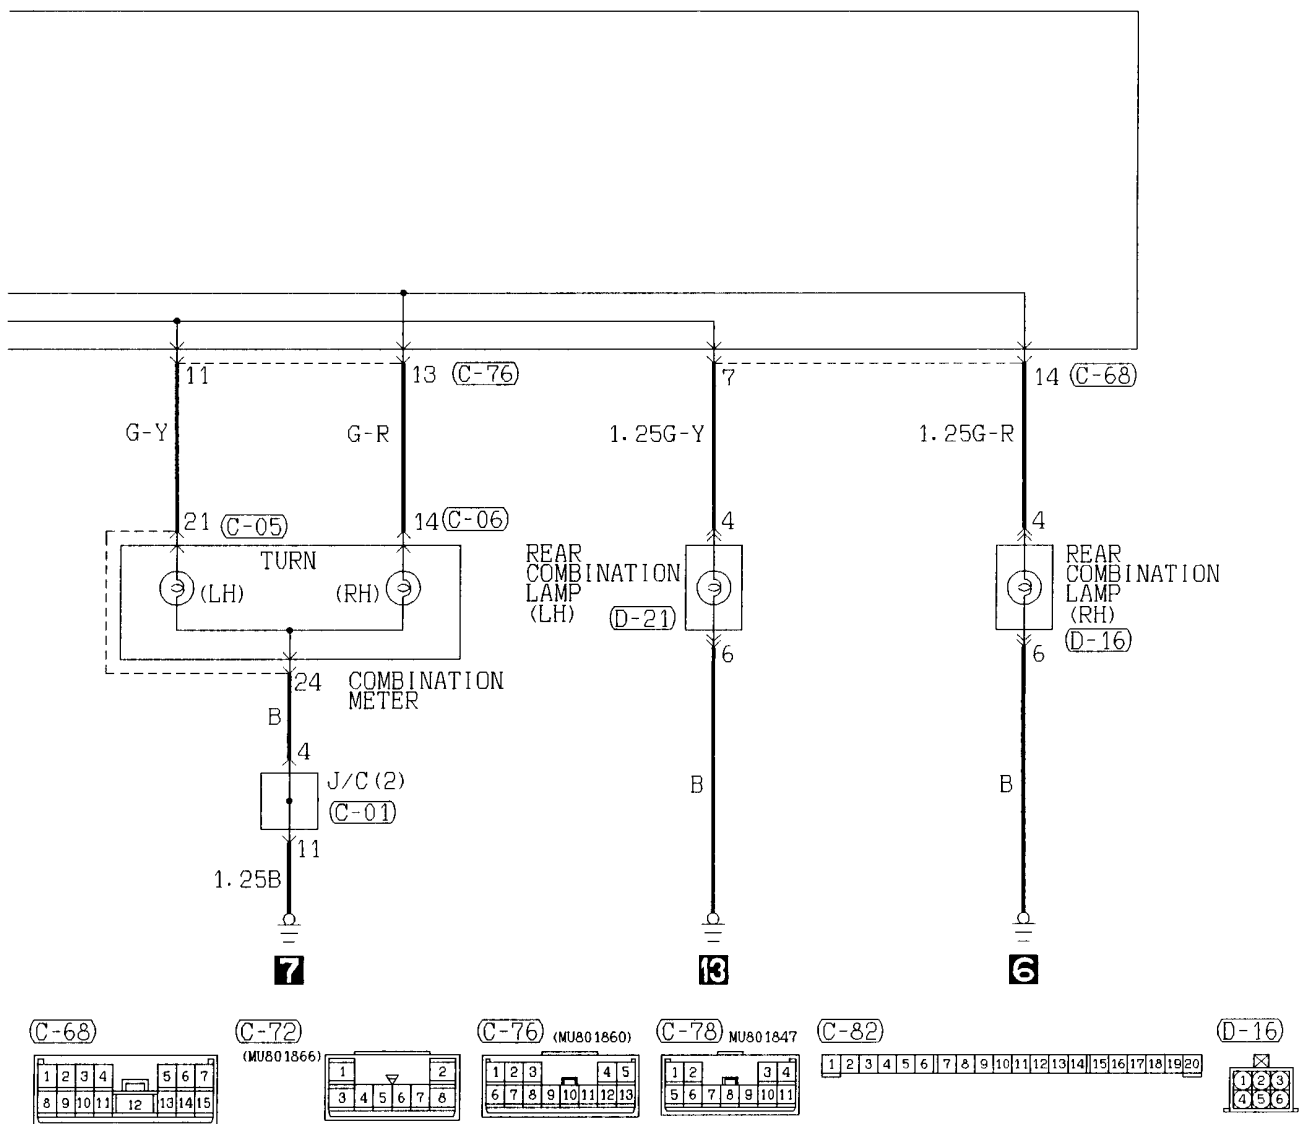 11
13 (C-76)
7
14 (C-68)
G-Y
G-R
1.25G-Y
1.25G-R
21 (C-05)
14 (C-06)
4
4
TURN
(LH)
(RH)
REAR
COMBINATION
LAMP
(LH) (D-21)
REAR
COMBINATION
LAMP
(RH)
(D-16)
6
6
24
COMBINATION
METER
B
4
J/C(2)
(C-01)
B
B
11
1.25B
7
13
6
(C-68)
1 2 3 4 5 6 7
8 9 10 11 12 13 14 15
(C-72)
(MU801866)
1 2
3 4 5 6 7 8
(C-76) (MU801860)
1 2 3 4 5
6 7 8 9 10 11 12 13
(C-78) MU801847
1 2 3 4
5 6 7 8 9 10 11
(C-82)
1 2 3 4 5 6 7 8 9 10 11 12 13 14 15 16 17 18 19 20
(D-16)
1 2 3
4 5 6